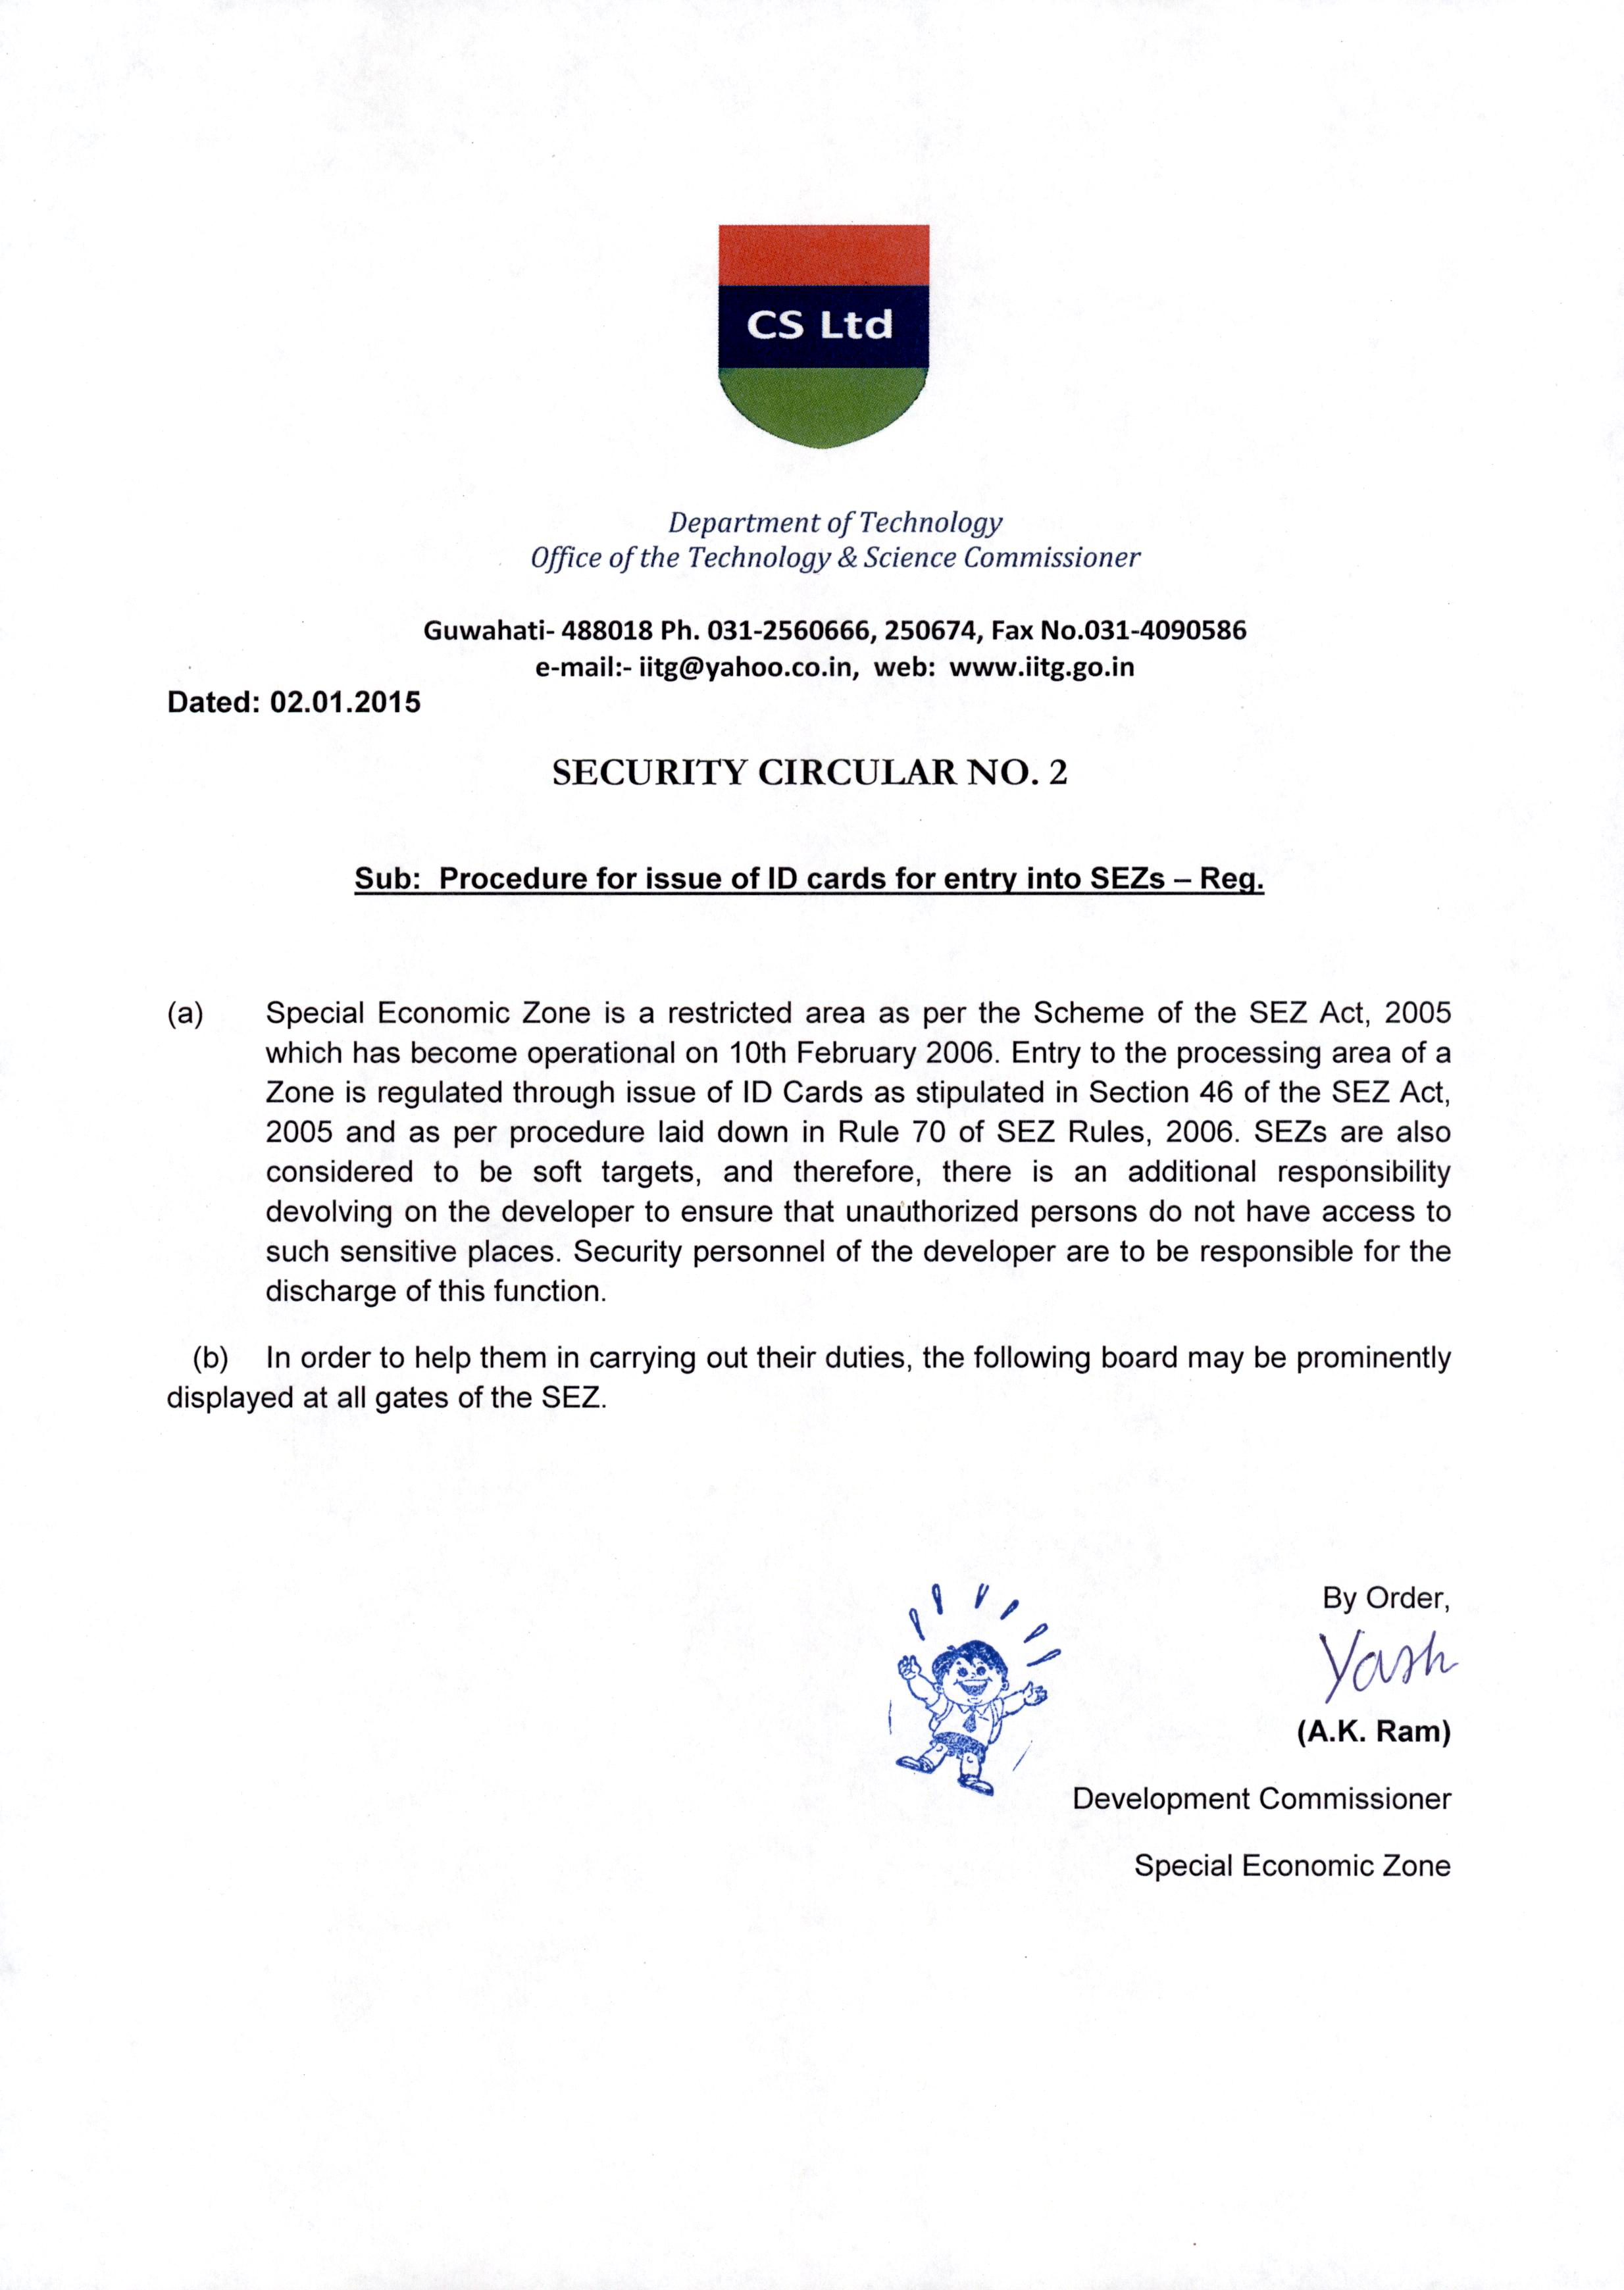 CS Ltd
Department of Technology
Office of the Technology & Science Commissioner
Guwahati- 488018 Ph. 031-2560666, 250674, Fax No.031-4090586
e-mail:- iitg@yahoo.co.in, web: www.iitg.go.in
Dated: 02.01.2015
SECURITY CIRCULAR NO. 2
Sub: Procedure for issue of ID cards for entry into SEZs – Reg.
(a) Special Economic Zone is a restricted area as per the Scheme of the SEZ Act, 2005
which has become operational on 10th February 2006. Entry to the processing area of a
Zone is regulated through issue of ID Cards as stipulated in Section 46 of the SEZ Act,
2005 and as per procedure laid down in Rule 70 of SEZ Rules, 2006. SEZs are also
considered to be soft targets, and therefore, there is an additional responsibility
devolving on the developer to ensure that unauthorized persons do not have access to
such sensitive places. Security personnel of the developer are to be responsible for the
discharge of this function.
(b) In order to help them in carrying out their duties, the following board may be prominently
displayed at all gates of the SEZ.
By Order,
Yash
(A.K. Ram)
Development Commissioner
Special Economic Zone